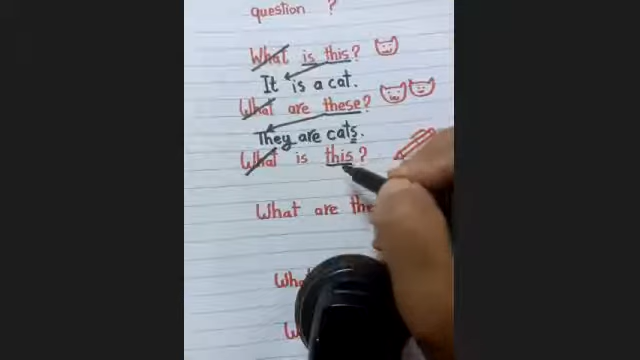 question ?
What is this?
It is a cat.
What are these?
They are cats.
What is this?
What are